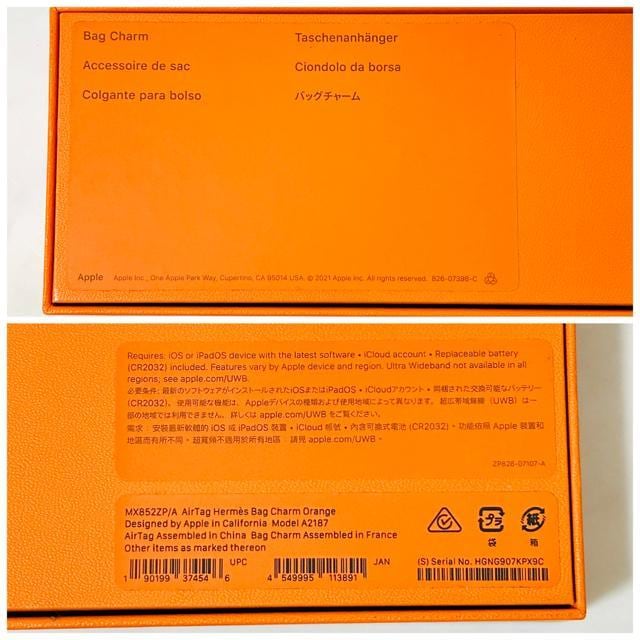 Bag Charm
Taschenanhänger
Accessoire de sac
Ciondolo da borsa
Colgante para bolso
バッグチャーム
Apple Apple Inc., One Apple Park Way, Cupertino, CA 95014 USA. © 2021 Apple Inc. All rights reserved. 826-07398-C
Requires: iOS or iPadOS device with the latest software • iCloud account • Replaceable battery
(CR2032) included. Features vary by Apple device and region. Ultra Wideband not available in all
regions; see apple.com/UWB.
必要条件: 最新のソフトウェアがインストールされたiOSまたはiPadOS • iCloudアカウント • 同梱された交換可能なバッテリー
(CR2032)。使用可能な機能は、Appleデバイスの種類および使用地域によって異なります。超広帯域無線（UWB）は一
部の地域では利用できません。詳しくは apple.com/UWB をご覧ください。
需求：安裝最新軟體的 iOS 或 iPadOS 裝置 • iCloud 帳號 • 內含可換式電池 (CR2032)。功能依照 Apple 裝置和
地區而有所不同。超寬頻不適用於所有地區：請見 apple.com/UWB。
ZP826-07107-A
MX852ZP/A AirTag Hermès Bag Charm Orange
Designed by Apple in California Model A2187
AirTag Assembled in China Bag Charm Assembled in France
Other items as marked thereon
プラ
袋
紙
箱
UPC
1 90199 37454 6
JAN
4 549995 113891
(S) Serial No. HGNG907KPX9C